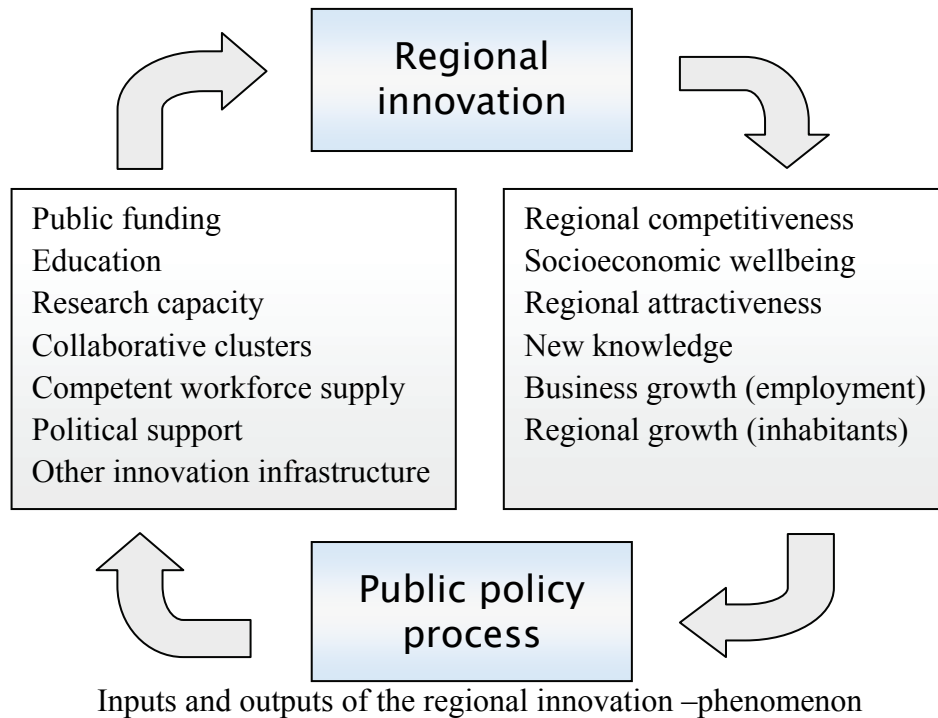 Regional
innovation
Public funding
Education
Research capacity
Collaborative clusters
Competent workforce supply
Political support
Other innovation infrastructure
Regional competitiveness
Socioeconomic wellbeing
Regional attractiveness
New knowledge
Business growth (employment)
Regional growth (inhabitants)
Public policy
process
Inputs and outputs of the regional innovation –phenomenon